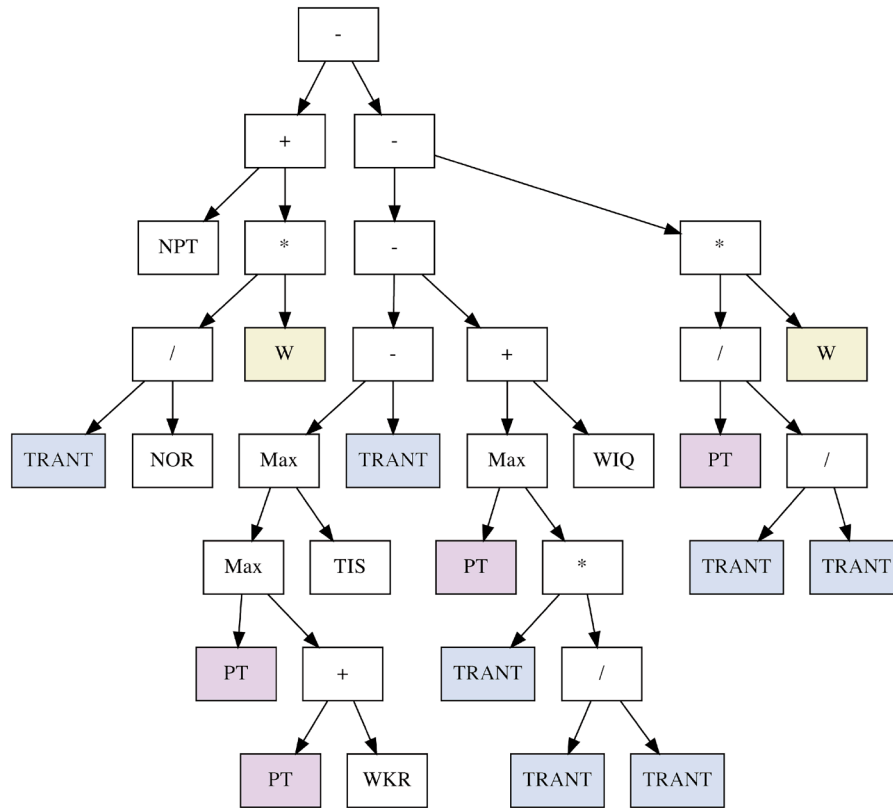 -
+ -
NPT * - *
/ W - + / W
TRANT NOR Max TRANT Max WIQ PT /
Max TIS PT * TRANT TRANT
PT + TRANT /
PT WKR TRANT TRANT